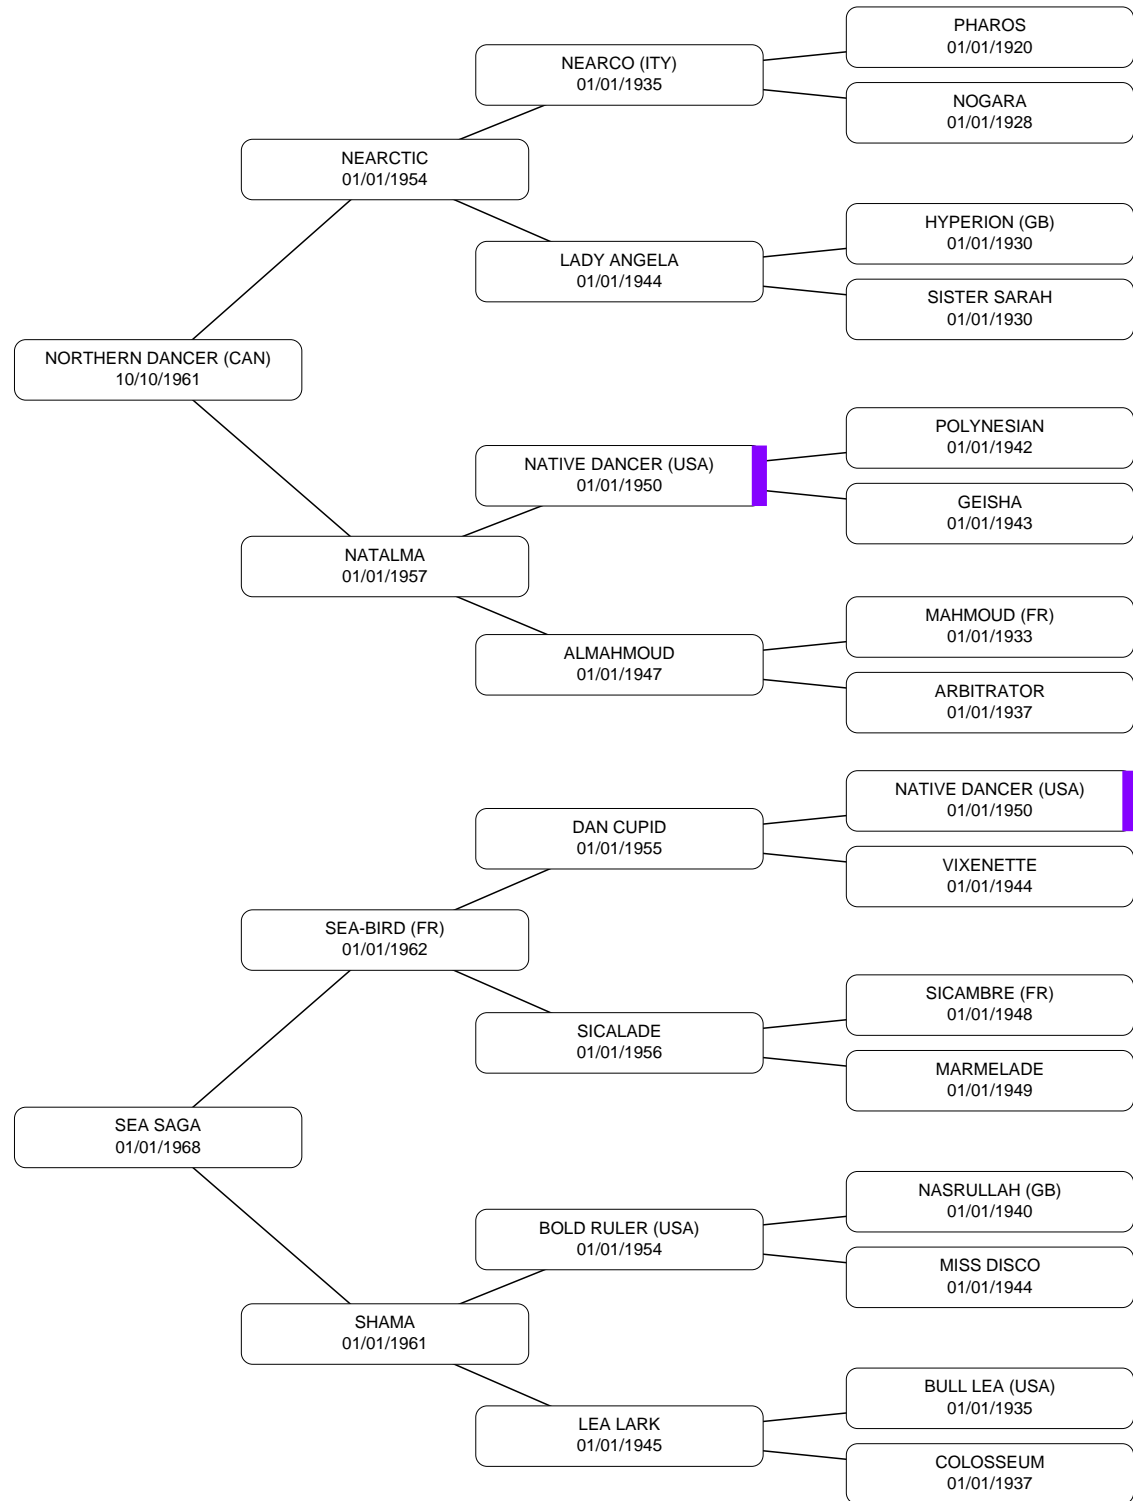 PHAROS
01/01/1920
NEARCO (ITY)
01/01/1935
NOGARA
01/01/1928
NEARCTIC
01/01/1954
HYPERION (GB)
01/01/1930
LADY ANGELA
01/01/1944
SISTER SARAH
01/01/1930
NORTHERN DANCER (CAN)
10/10/1961
POLYNESIAN
01/01/1942
NATIVE DANCER (USA)
01/01/1950
GEISHA
01/01/1943
NATALMA
01/01/1957
MAHMOUD (FR)
01/01/1933
ALMAHMOUD
01/01/1947
ARBITRATOR
01/01/1937
NATIVE DANCER (USA)
01/01/1950
DAN CUPID
01/01/1955
VIXENETTE
01/01/1944
SEA-BIRD (FR)
01/01/1962
SICAMBRE (FR)
01/01/1948
SICALADE
01/01/1956
MARMELADE
01/01/1949
SEA SAGA
01/01/1968
NASRULLAH (GB)
01/01/1940
BOLD RULER (USA)
01/01/1954
MISS DISCO
01/01/1944
SHAMA
01/01/1961
BULL LEA (USA)
01/01/1935
LEA LARK
01/01/1945
COLOSSEUM
01/01/1937